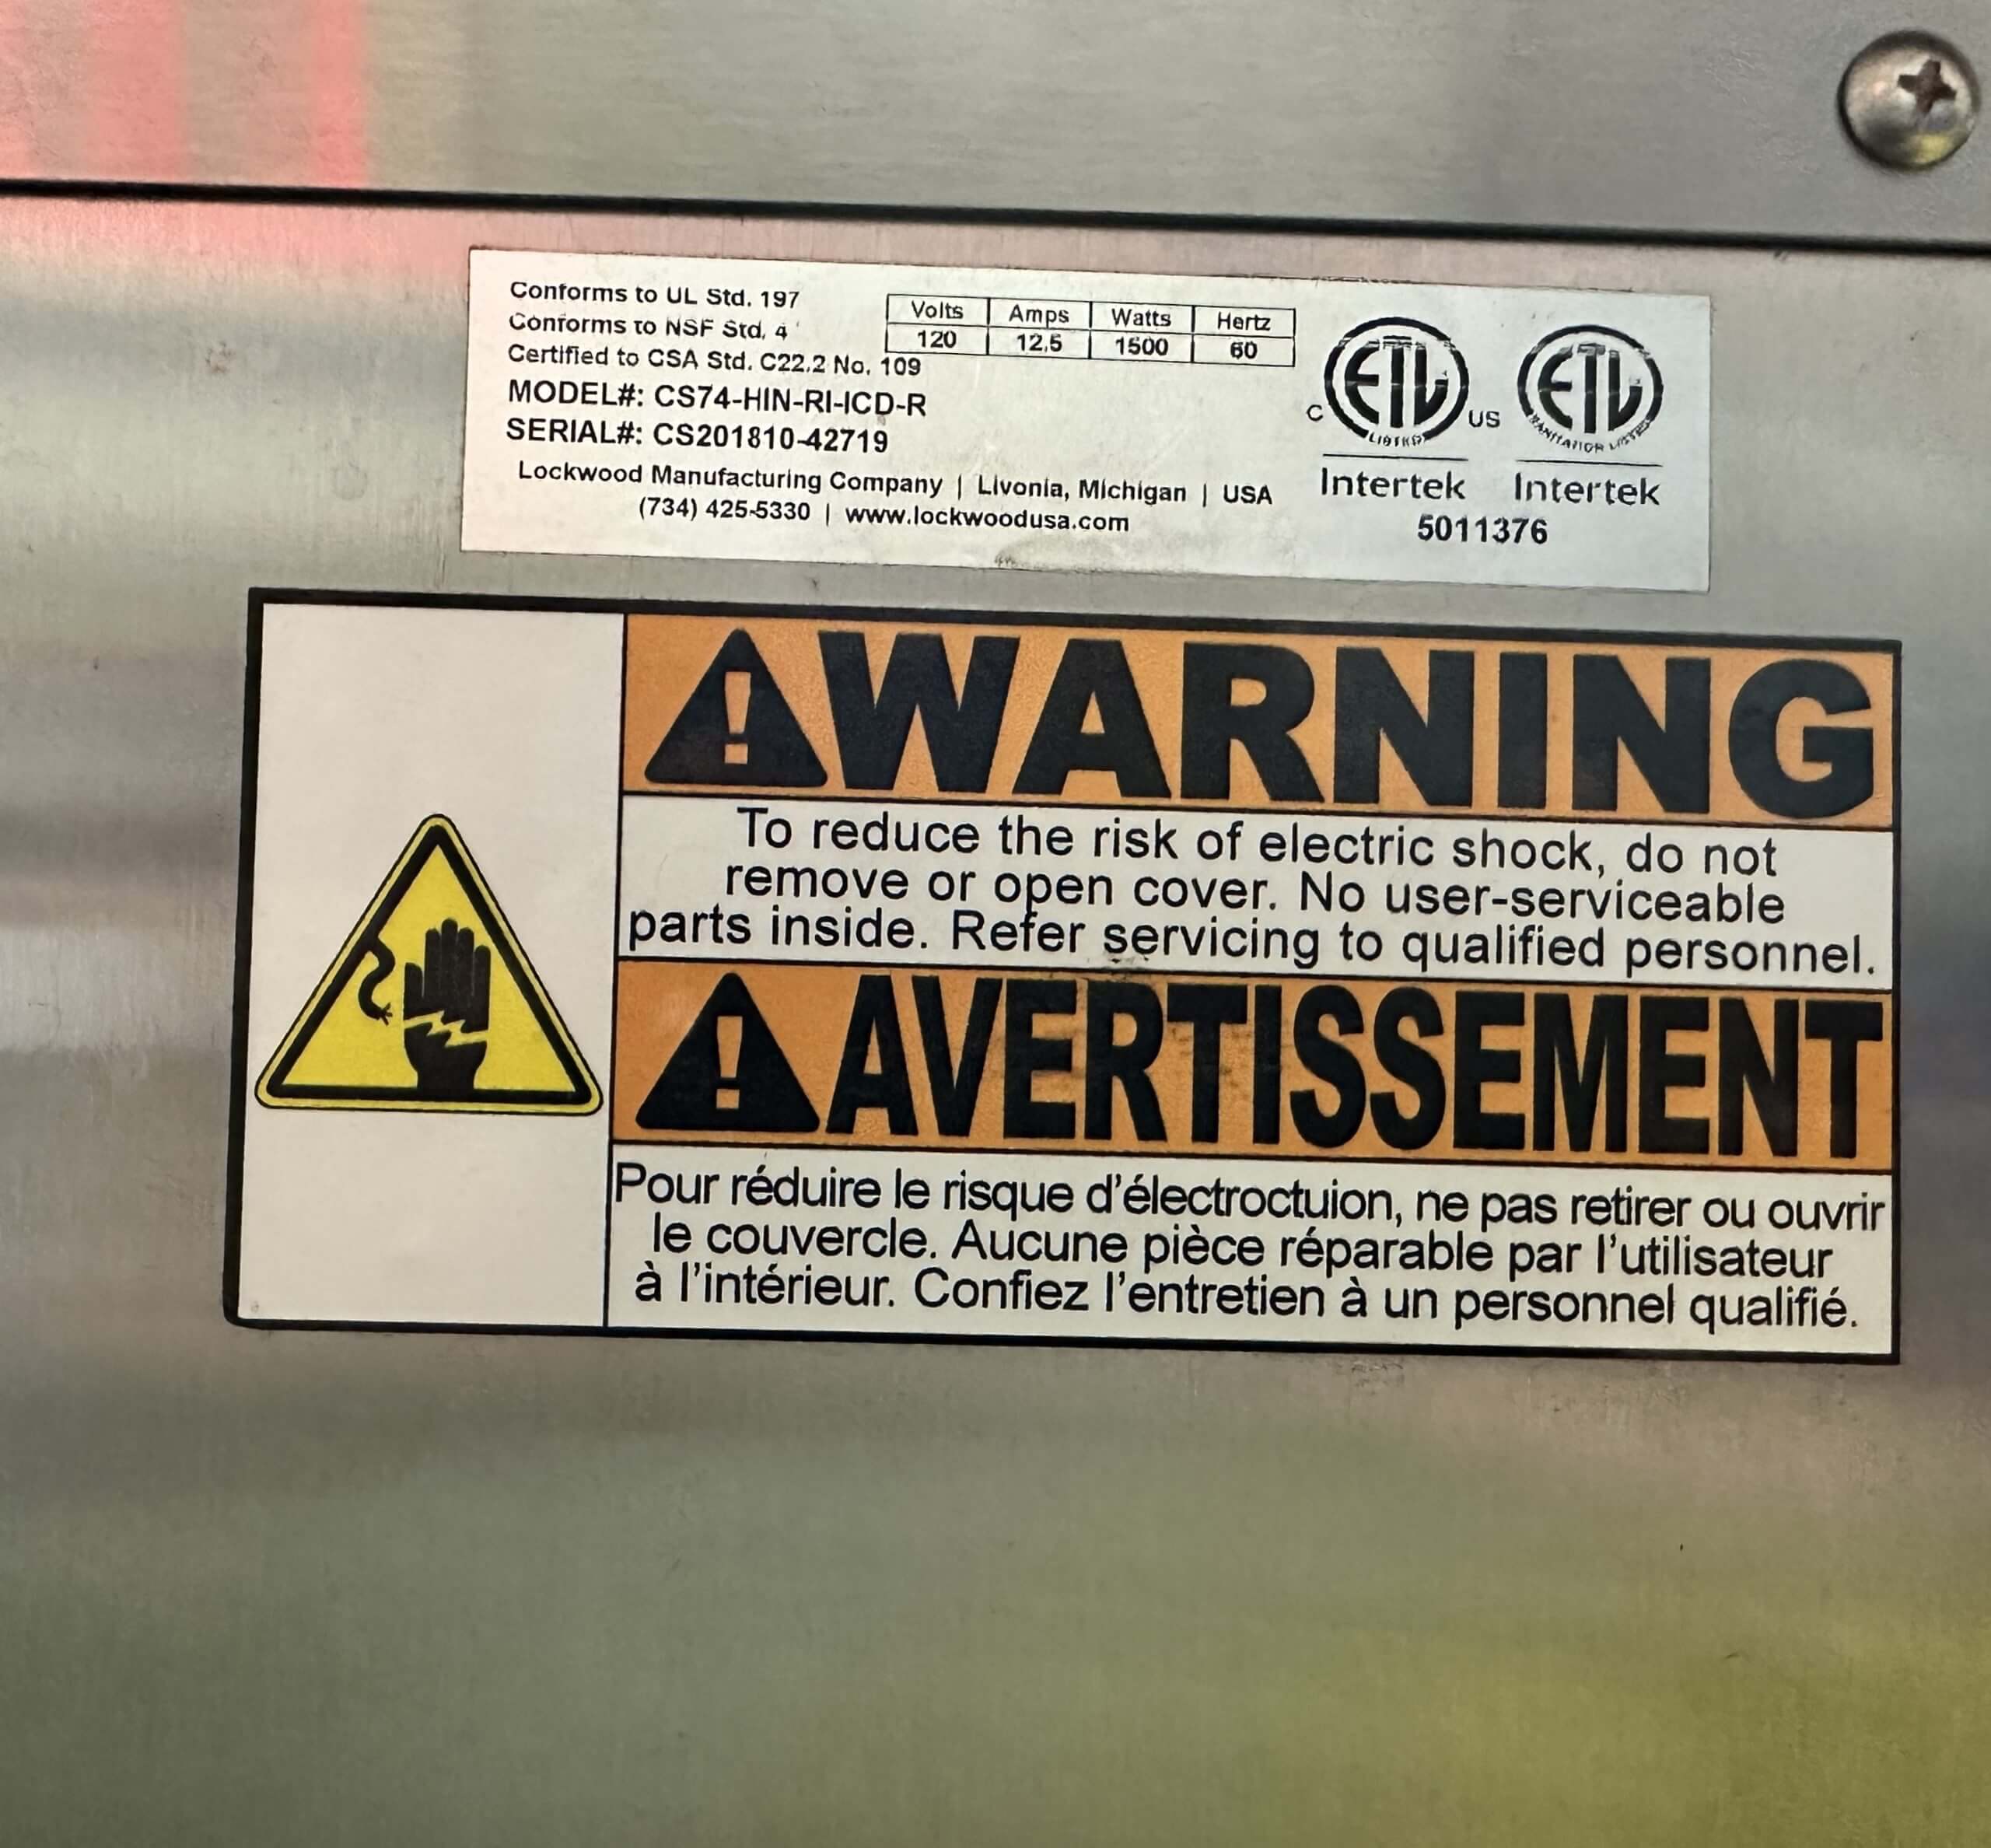 Conforms to UL Std. 197
Conforms to NSF Std. 4
Certified to CSA Std. C22.2 No. 109
Volts Amps Watts Hertz
120 12.5 1500 60
MODEL#: CS74-HIN-RI-ICD-R
SERIAL#: CS201810-42719
Lockwood Manufacturing Company | Livonia, Michigan | USA
(734) 425-5330 | www.lockwoodusa.com
C ETL US ETL
LISTED SANITATION LISTED
Intertek Intertek
5011376
WARNING
To reduce the risk of electric shock, do not
remove or open cover. No user-serviceable
parts inside. Refer servicing to qualified personnel.
AVERTISSEMENT
Pour réduire le risque d'électroctuion, ne pas retirer ou ouvrir
le couvercle. Aucune pièce réparable par l'utilisateur
à l'intérieur. Confiez l'entretien à un personnel qualifié.